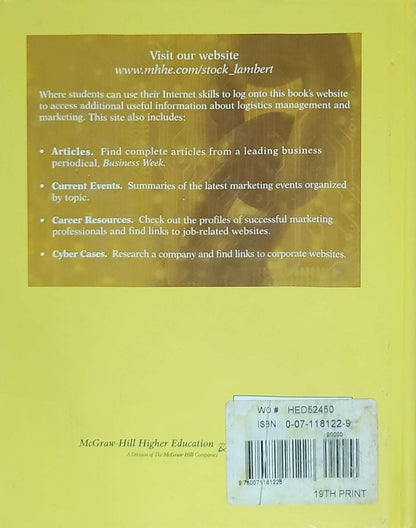 Visit our website
www.mhhe.com/stock_lambert
Where students can use their Internet skills to log onto this book's website
to access additional useful information about logistics management and
marketing. This site also includes:
• Articles. Find complete articles from a leading business
periodical, Business Week.
• Current Events. Summaries of the latest marketing events organized
by topic.
• Career Resources. Check out the profiles of successful marketing
professionals and find links to job-related websites.
• Cyber Cases. Research a company and find links to corporate websites.
McGraw-Hill Higher Education
A Division of The McGraw-Hill Companies
WO # HED52450
ISBN 0-07-118122-9
90000
9 780071181228
19TH PRINT